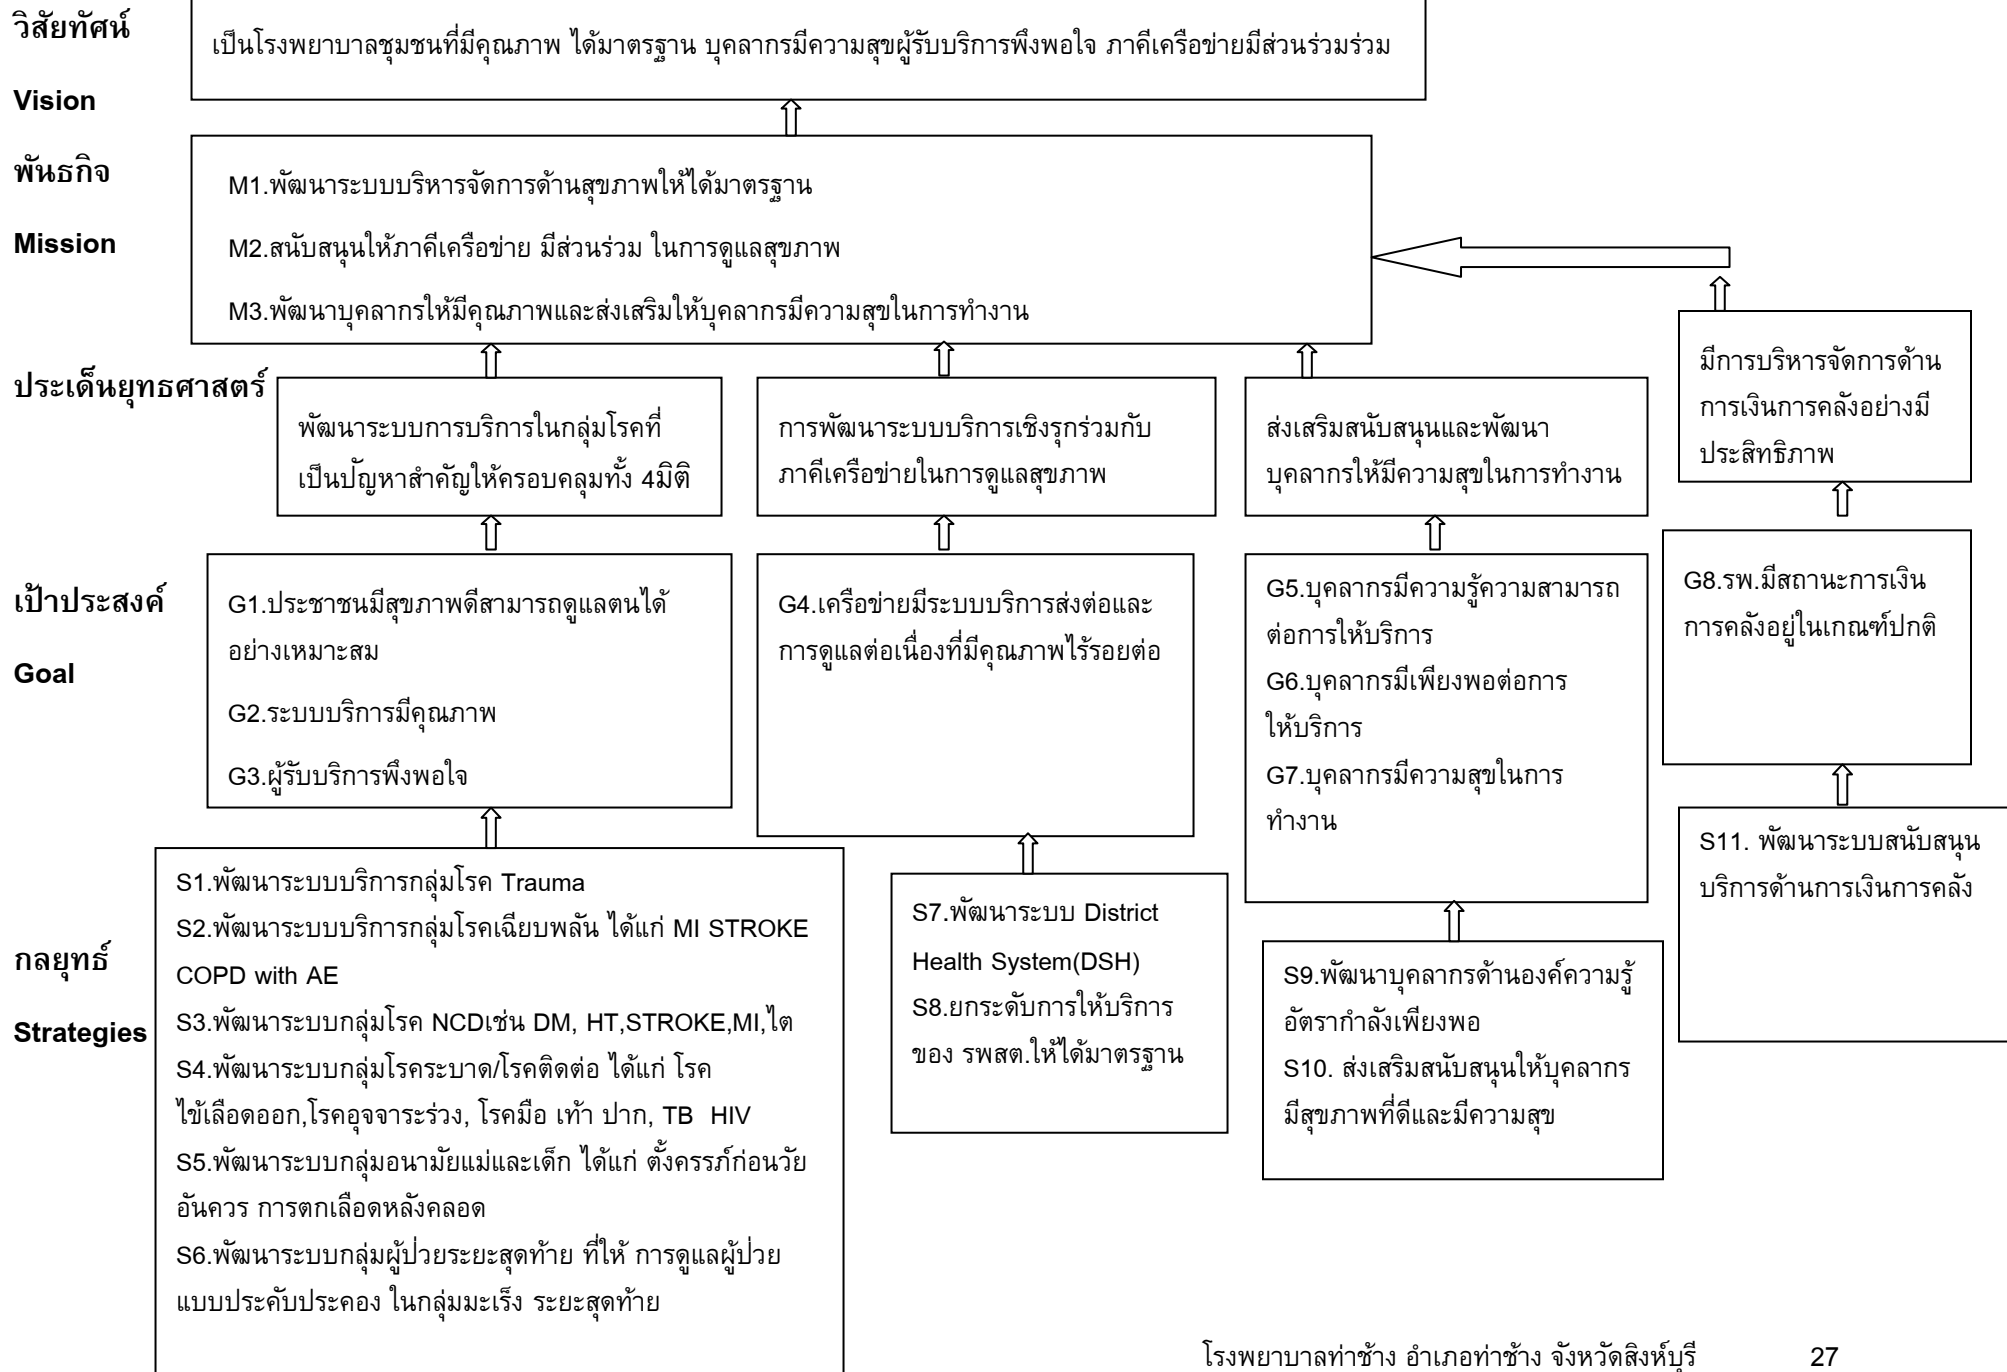 วิสัยทัศน์
Vision
เป็นโรงพยาบาลชุมชนที่มีคุณภาพ ได้มาตรฐาน บุคลากรมีความสุขผู้รับบริการพึงพอใจ ภาคีเครือข่ายมีส่วนร่วมร่วม
พันธกิจ
Mission
M1.พัฒนาระบบบริหารจัดการด้านสุขภาพให้ได้มาตรฐาน
M2.สนับสนุนให้ภาคีเครือข่าย มีส่วนร่วม ในการดูแลสุขภาพ
M3.พัฒนาบุคลากรให้มีคุณภาพและส่งเสริมให้บุคลากรมีความสุขในการทำงาน
ประเด็นยุทธศาสตร์
พัฒนาระบบการบริการในกลุ่มโรคที่
เป็นปัญหาสำคัญให้ครอบคลุมทั้ง 4มิติ
การพัฒนาระบบบริการเชิงรุกร่วมกับ
ภาคีเครือข่ายในการดูแลสุขภาพ
ส่งเสริมสนับสนุนและพัฒนา
บุคลากรให้มีความสุขในการทำงาน
มีการบริหารจัดการด้าน
การเงินการคลังอย่างมี
ประสิทธิภาพ
เป้าประสงค์
Goal
G1.ประชาชนมีสุขภาพดีสามารถดูแลตนได้
อย่างเหมาะสม
G2.ระบบบริการมีคุณภาพ
G3.ผู้รับบริการพึงพอใจ
G4.เครือข่ายมีระบบบริการส่งต่อและ
การดูแลต่อเนื่องที่มีคุณภาพไร้รอยต่อ
G5.บุคลากรมีความรู้ความสามารถ
ต่อการให้บริการ
G6.บุคลากรมีเพียงพอต่อการ
ให้บริการ
G7.บุคลากรมีความสุขในการ
ทำงาน
G8.รพ.มีสถานะการเงิน
การคลังอยู่ในเกณฑ์ปกติ
กลยุทธ์
Strategies
S1.พัฒนาระบบบริการกลุ่มโรค Trauma
S2.พัฒนาระบบบริการกลุ่มโรคเฉียบพลัน ได้แก่ MI STROKE
COPD with AE
S3.พัฒนาระบบกลุ่มโรค NCDเช่น DM, HT,STROKE,MI,ไต
S4.พัฒนาระบบกลุ่มโรคระบาด/โรคติดต่อ ได้แก่ โรค
ไข้เลือดออก,โรคอุจจาระร่วง, โรคมือ เท้า ปาก, TB HIV
S5.พัฒนาระบบกลุ่มอนามัยแม่และเด็ก ได้แก่ ตั้งครรภ์ก่อนวัย
อันควร การตกเลือดหลังคลอด
S6.พัฒนาระบบกลุ่มผู้ป่วยระยะสุดท้าย ที่ให้ การดูแลผู้ป่วย
แบบประคับประคอง ในกลุ่มมะเร็ง ระยะสุดท้าย
S7.พัฒนาระบบ District
Health System(DSH)
S8.ยกระดับการให้บริการ
ของ รพสต.ให้ได้มาตรฐาน
S9.พัฒนาบุคลากรด้านองค์ความรู้
อัตรากำลังเพียงพอ
S10. ส่งเสริมสนับสนุนให้บุคลากร
มีสุขภาพที่ดีและมีความสุข
S11. พัฒนาระบบสนับสนุน
บริการด้านการเงินการคลัง
โรงพยาบาลท่าช้าง อำเภอท่าช้าง จังหวัดสิงห์บุรี 27